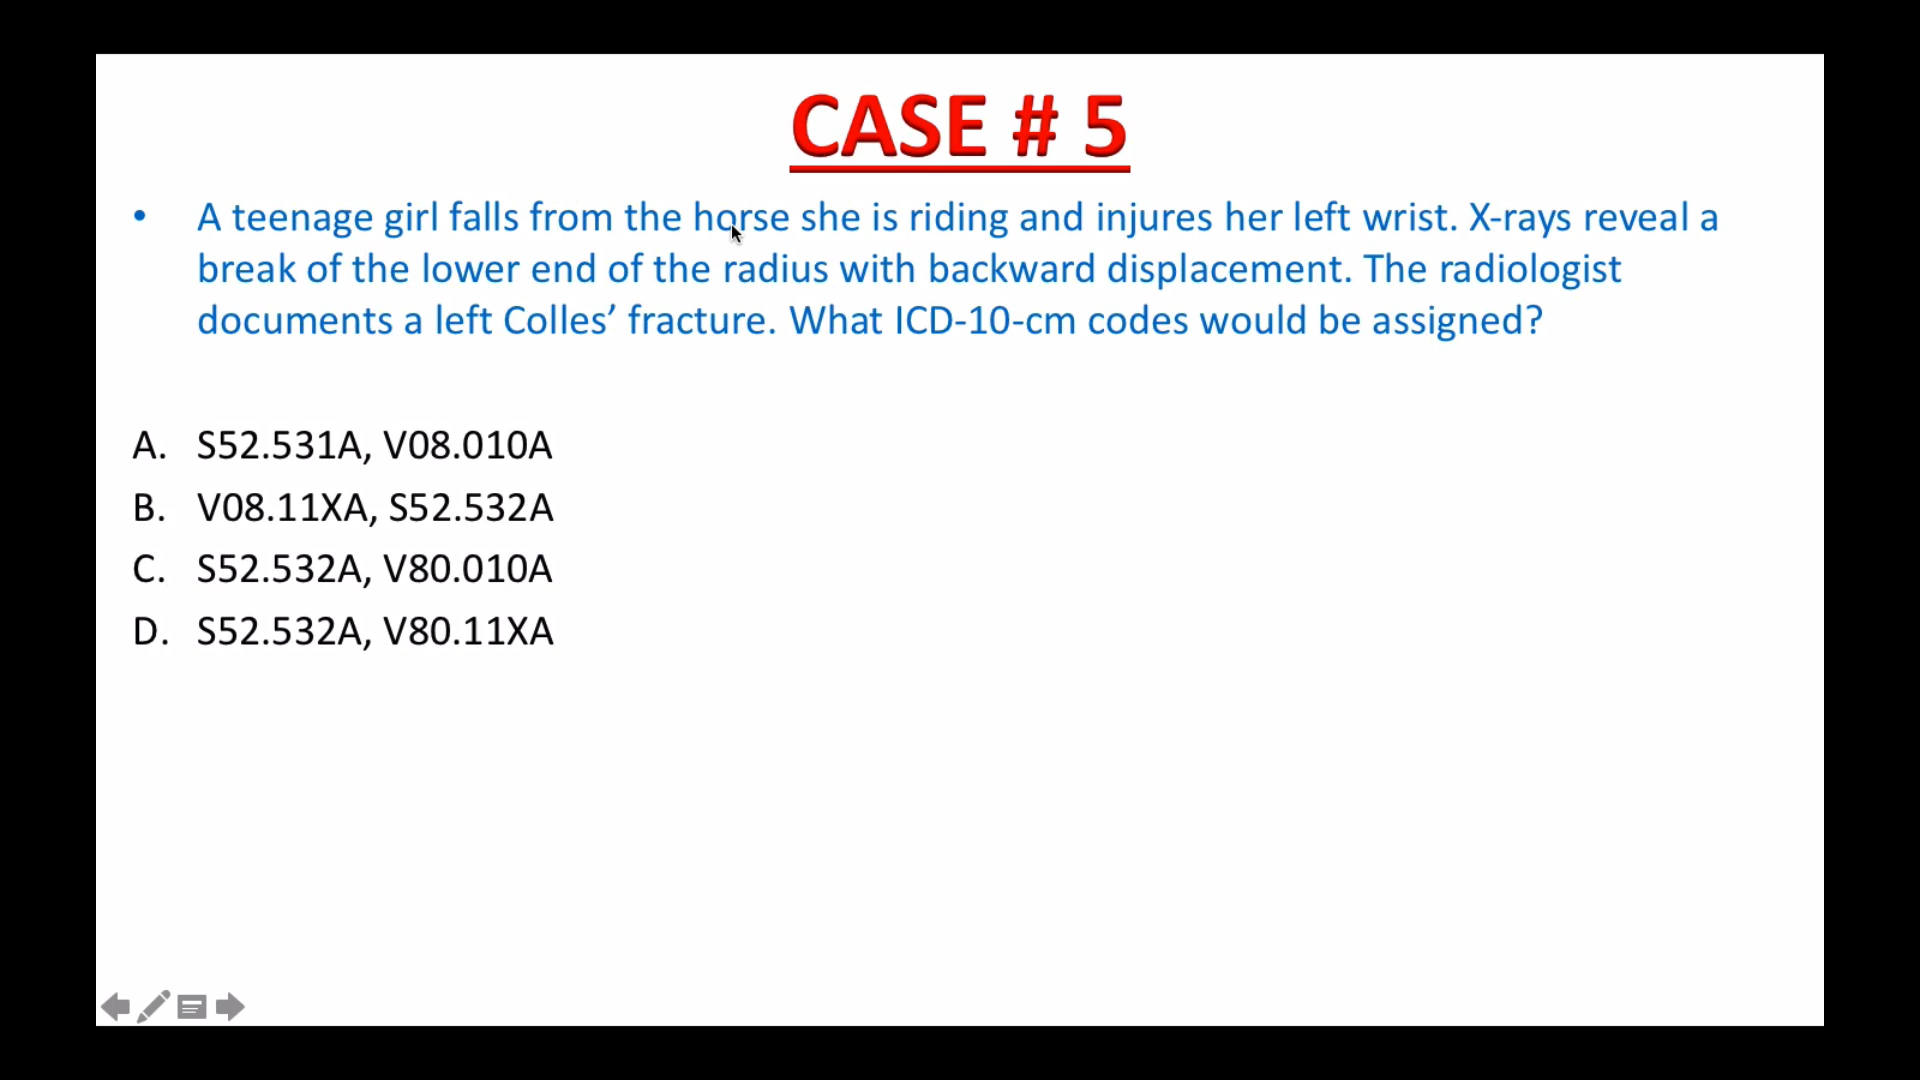 CASE # 5
• A teenage girl falls from the horse she is riding and injures her left wrist. X-rays reveal a
break of the lower end of the radius with backward displacement. The radiologist
documents a left Colles’ fracture. What ICD-10-cm codes would be assigned?
A. S52.531A, V08.010A
B. V08.11XA, S52.532A
C. S52.532A, V80.010A
D. S52.532A, V80.11XA